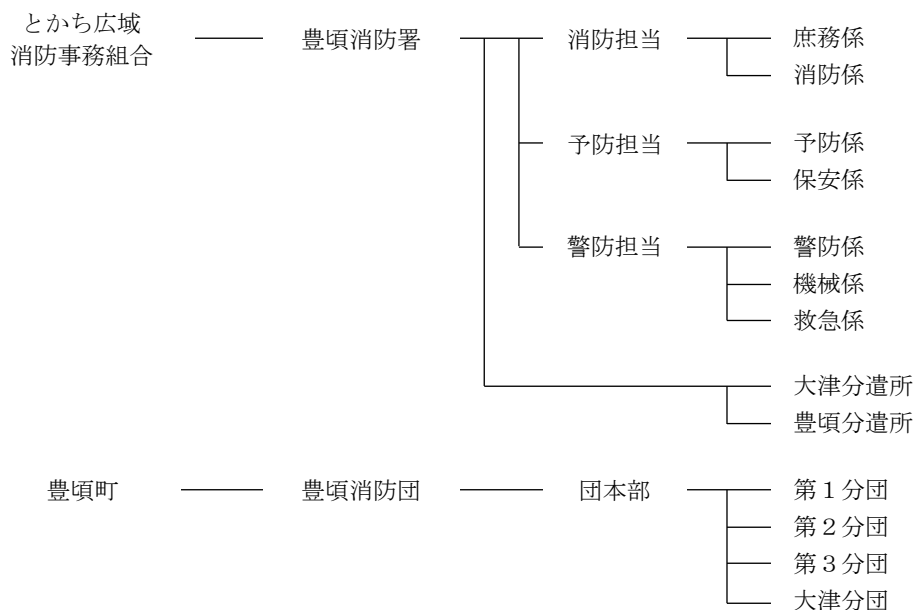 とかち広域
消防事務組合
豊頃消防署
消防担当
庶務係
消防係
予防担当
予防係
保安係
警防担当
警防係
機械係
救急係
大津分遣所
豊頃分遣所
豊頃町
豊頃消防団
団本部
第１分団
第２分団
第３分団
大津分団